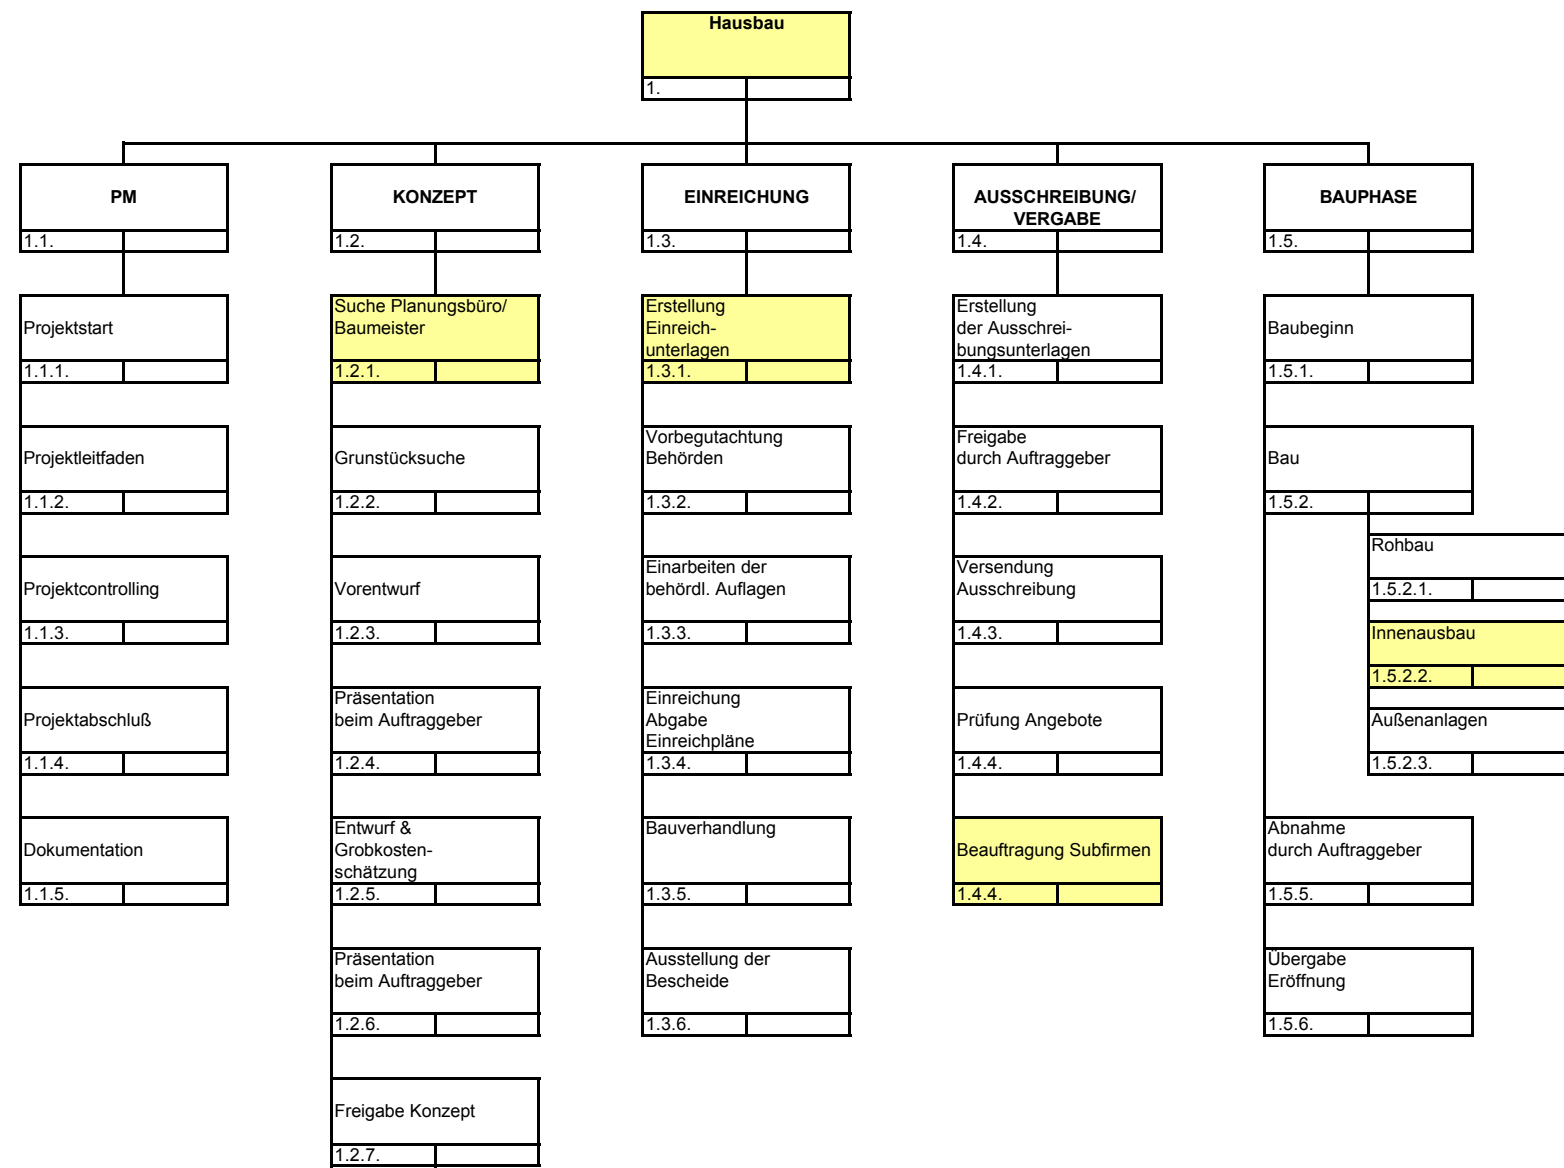 Hausbau
1.
PM
1.1.
Projektstart
1.1.1.
Projektleitfaden
1.1.2.
Projektcontrolling
1.1.3.
Projektabschluß
1.1.4.
Dokumentation
1.1.5.
KONZEPT
1.2.
Suche Planungsbüro/
Baumeister
1.2.1.
Grunstücksuche
1.2.2.
Vorentwurf
1.2.3.
Präsentation
beim Auftraggeber
1.2.4.
Entwurf &
Grobkosten-
schätzung
1.2.5.
Präsentation
beim Auftraggeber
1.2.6.
Freigabe Konzept
1.2.7.
EINREICHUNG
1.3.
Erstellung
Einreich-
unterlagen
1.3.1.
Vorbegutachtung
Behörden
1.3.2.
Einarbeiten der
behördl. Auflagen
1.3.3.
Einreichung
Abgabe
Einreichpläne
1.3.4.
Bauverhandlung
1.3.5.
Ausstellung der
Bescheide
1.3.6.
AUSSCHREIBUNG/
VERGABE
1.4.
Erstellung
der Ausschrei-
bungsunterlagen
1.4.1.
Freigabe
durch Auftraggeber
1.4.2.
Versendung
Ausschreibung
1.4.3.
Prüfung Angebote
1.4.4.
Beauftragung Subfirmen
1.4.4.
BAUPHASE
1.5.
Baubeginn
1.5.1.
Bau
1.5.2.
Rohbau
1.5.2.1.
Innenausbau
1.5.2.2.
Außenanlagen
1.5.2.3.
Abnahme
durch Auftraggeber
1.5.5.
Übergabe
Eröffnung
1.5.6.